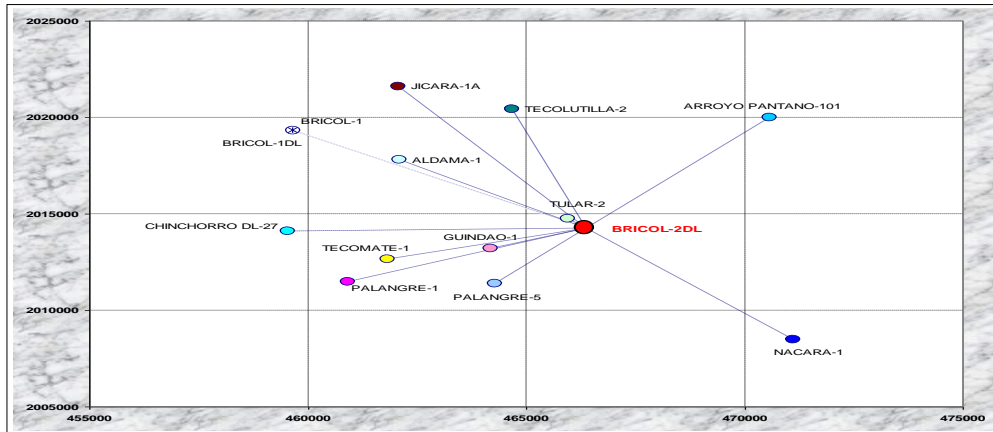 2025000
JICARA-1A
TECOLUTILLA-2
ARROYO PANTANO-101
2020000
BRICOL-1
BRICOL-1DL
ALDAMA-1
TULAR-2
2015000
CHINCHORRO DL-27
GUINDAO-1
BRICOL-2DL
TECOMATE-1
PALANGRE-1
PALANGRE-5
2010000
NACARA-1
2005000
455000
460000
465000
470000
475000